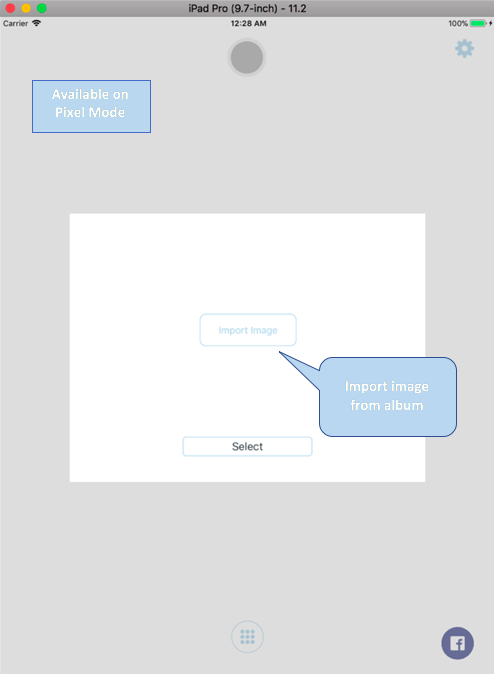 iPad Pro (9.7-inch) - 11.2
Carrier 12:28 AM 100%
Available on
Pixel Mode
Import Image
Import image
from album
Select